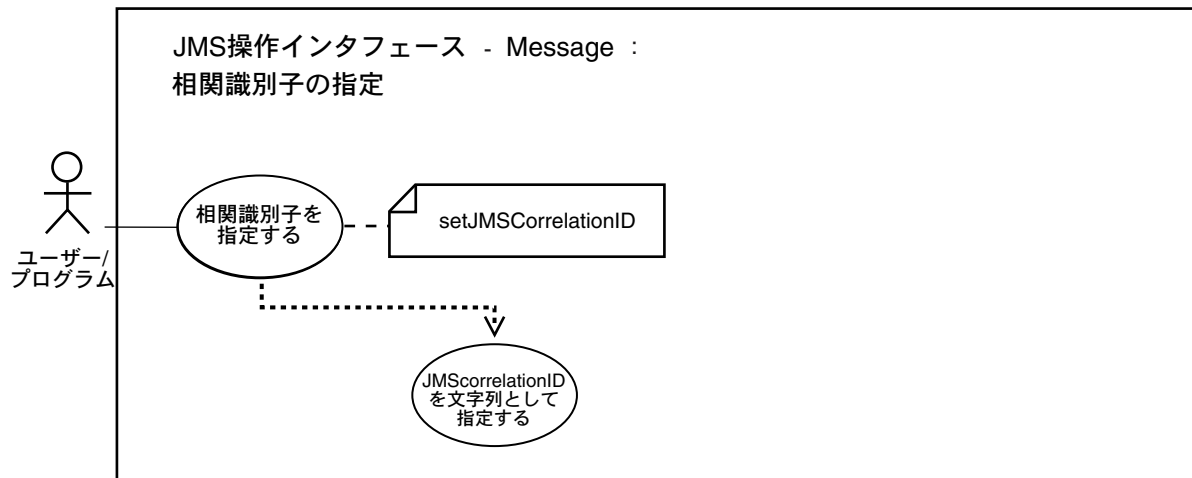 JMS操作インタフェース - Message :
相関識別子の指定
相関識別子を
指定する
setJMSCorrelationID
ユーザー/
プログラム
JMScorrelationID
を文字列として
指定する